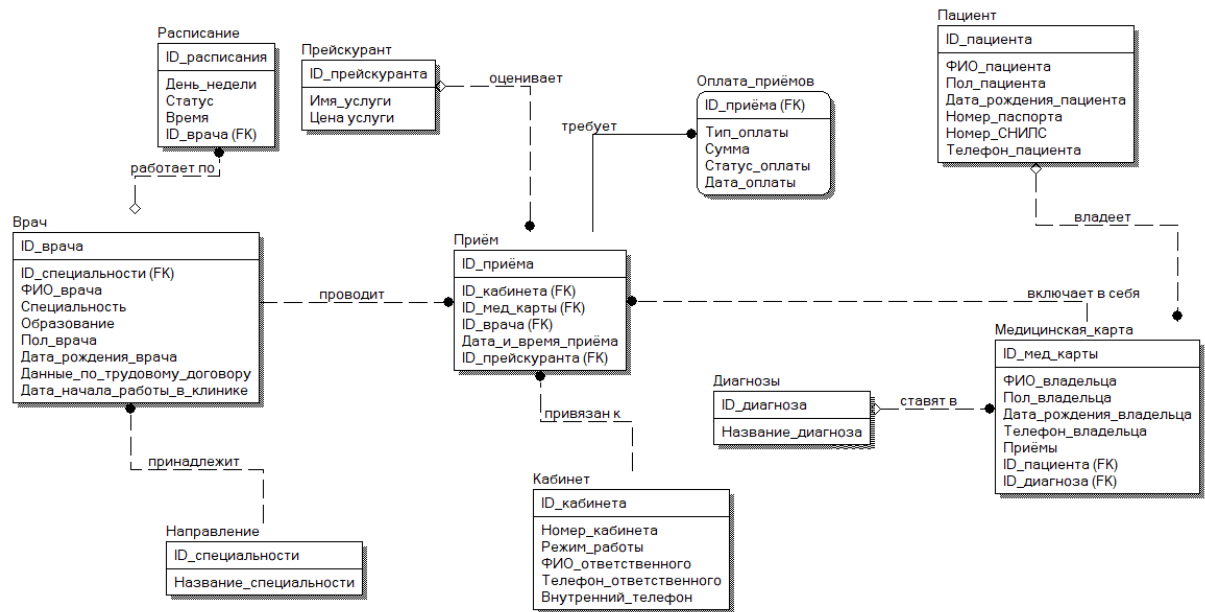 Расписание
ID_расписания
День_недели
Статус
Время
ID_врача (FK)
Прейскурант
ID_прейскуранта
Имя_услуги
Цена услуги
оценивает
Оплата_приёмов
ID_приёма (FK)
Тип_оплаты
Сумма
Статус_оплаты
Дата_оплаты
требует
Пациент
ID_пациента
ФИО_пациента
Пол_пациента
Дата_рождения_пациента
Номер_паспорта
Номер_СНИЛС
Телефон_пациента
работает по
владеет
Врач
ID_врача
ID_специальности (FK)
ФИО_врача
Специальность
Образование
Пол_врача
Дата_рождения_врача
Данные_по_трудовому_договору
Дата_начала_работы_в_клинике
проводит
Приём
ID_приёма
ID_кабинета (FK)
ID_мед_карты (FK)
ID_врача (FK)
Дата_и_время_приёма
ID_прейскуранта (FK)
включает в себя
Медицинская_карта
ID_мед_карты
ФИО_владельца
Пол_владельца
Дата_рождения_владельца
Телефон_владельца
Приёмы
ID_пациента (FK)
ID_диагноза (FK)
Диагнозы
ID_диагноза
Название_диагноза
ставят в
привязан к
принадлежит
Кабинет
ID_кабинета
Номер_кабинета
Режим_работы
ФИО_ответственного
Телефон_ответственного
Внутренний_телефон
Направление
ID_специальности
Название_специальности